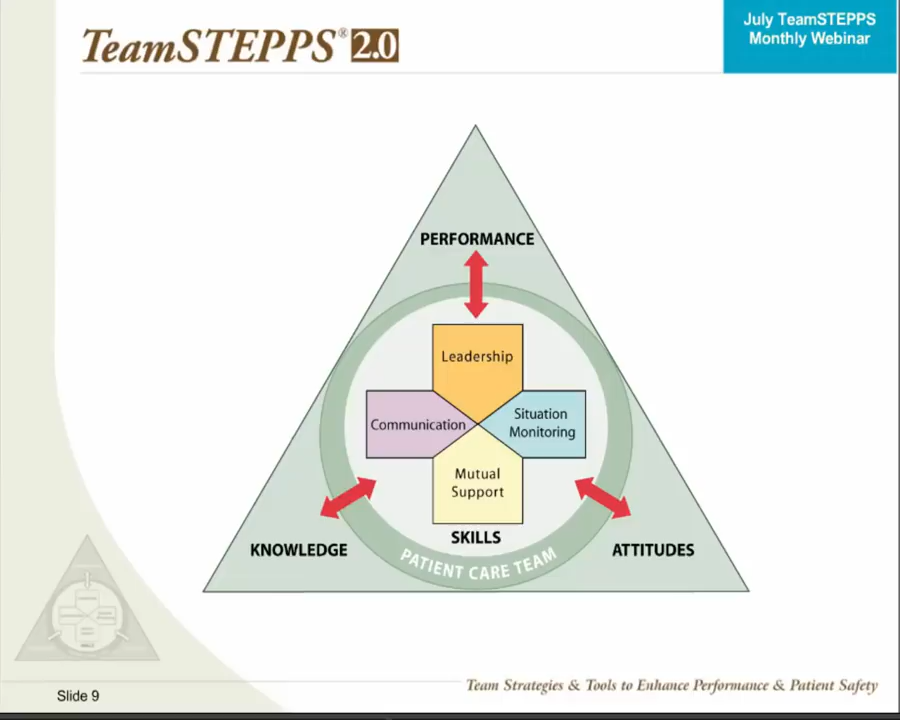 TeamSTEPPS® 2.0
July TeamSTEPPS
Monthly Webinar
PERFORMANCE
Leadership
Communication
Situation
Monitoring
Mutual
Support
SKILLS
KNOWLEDGE
ATTITUDES
PATIENT CARE TEAM
Slide 9
Team Strategies & Tools to Enhance Performance & Patient Safety